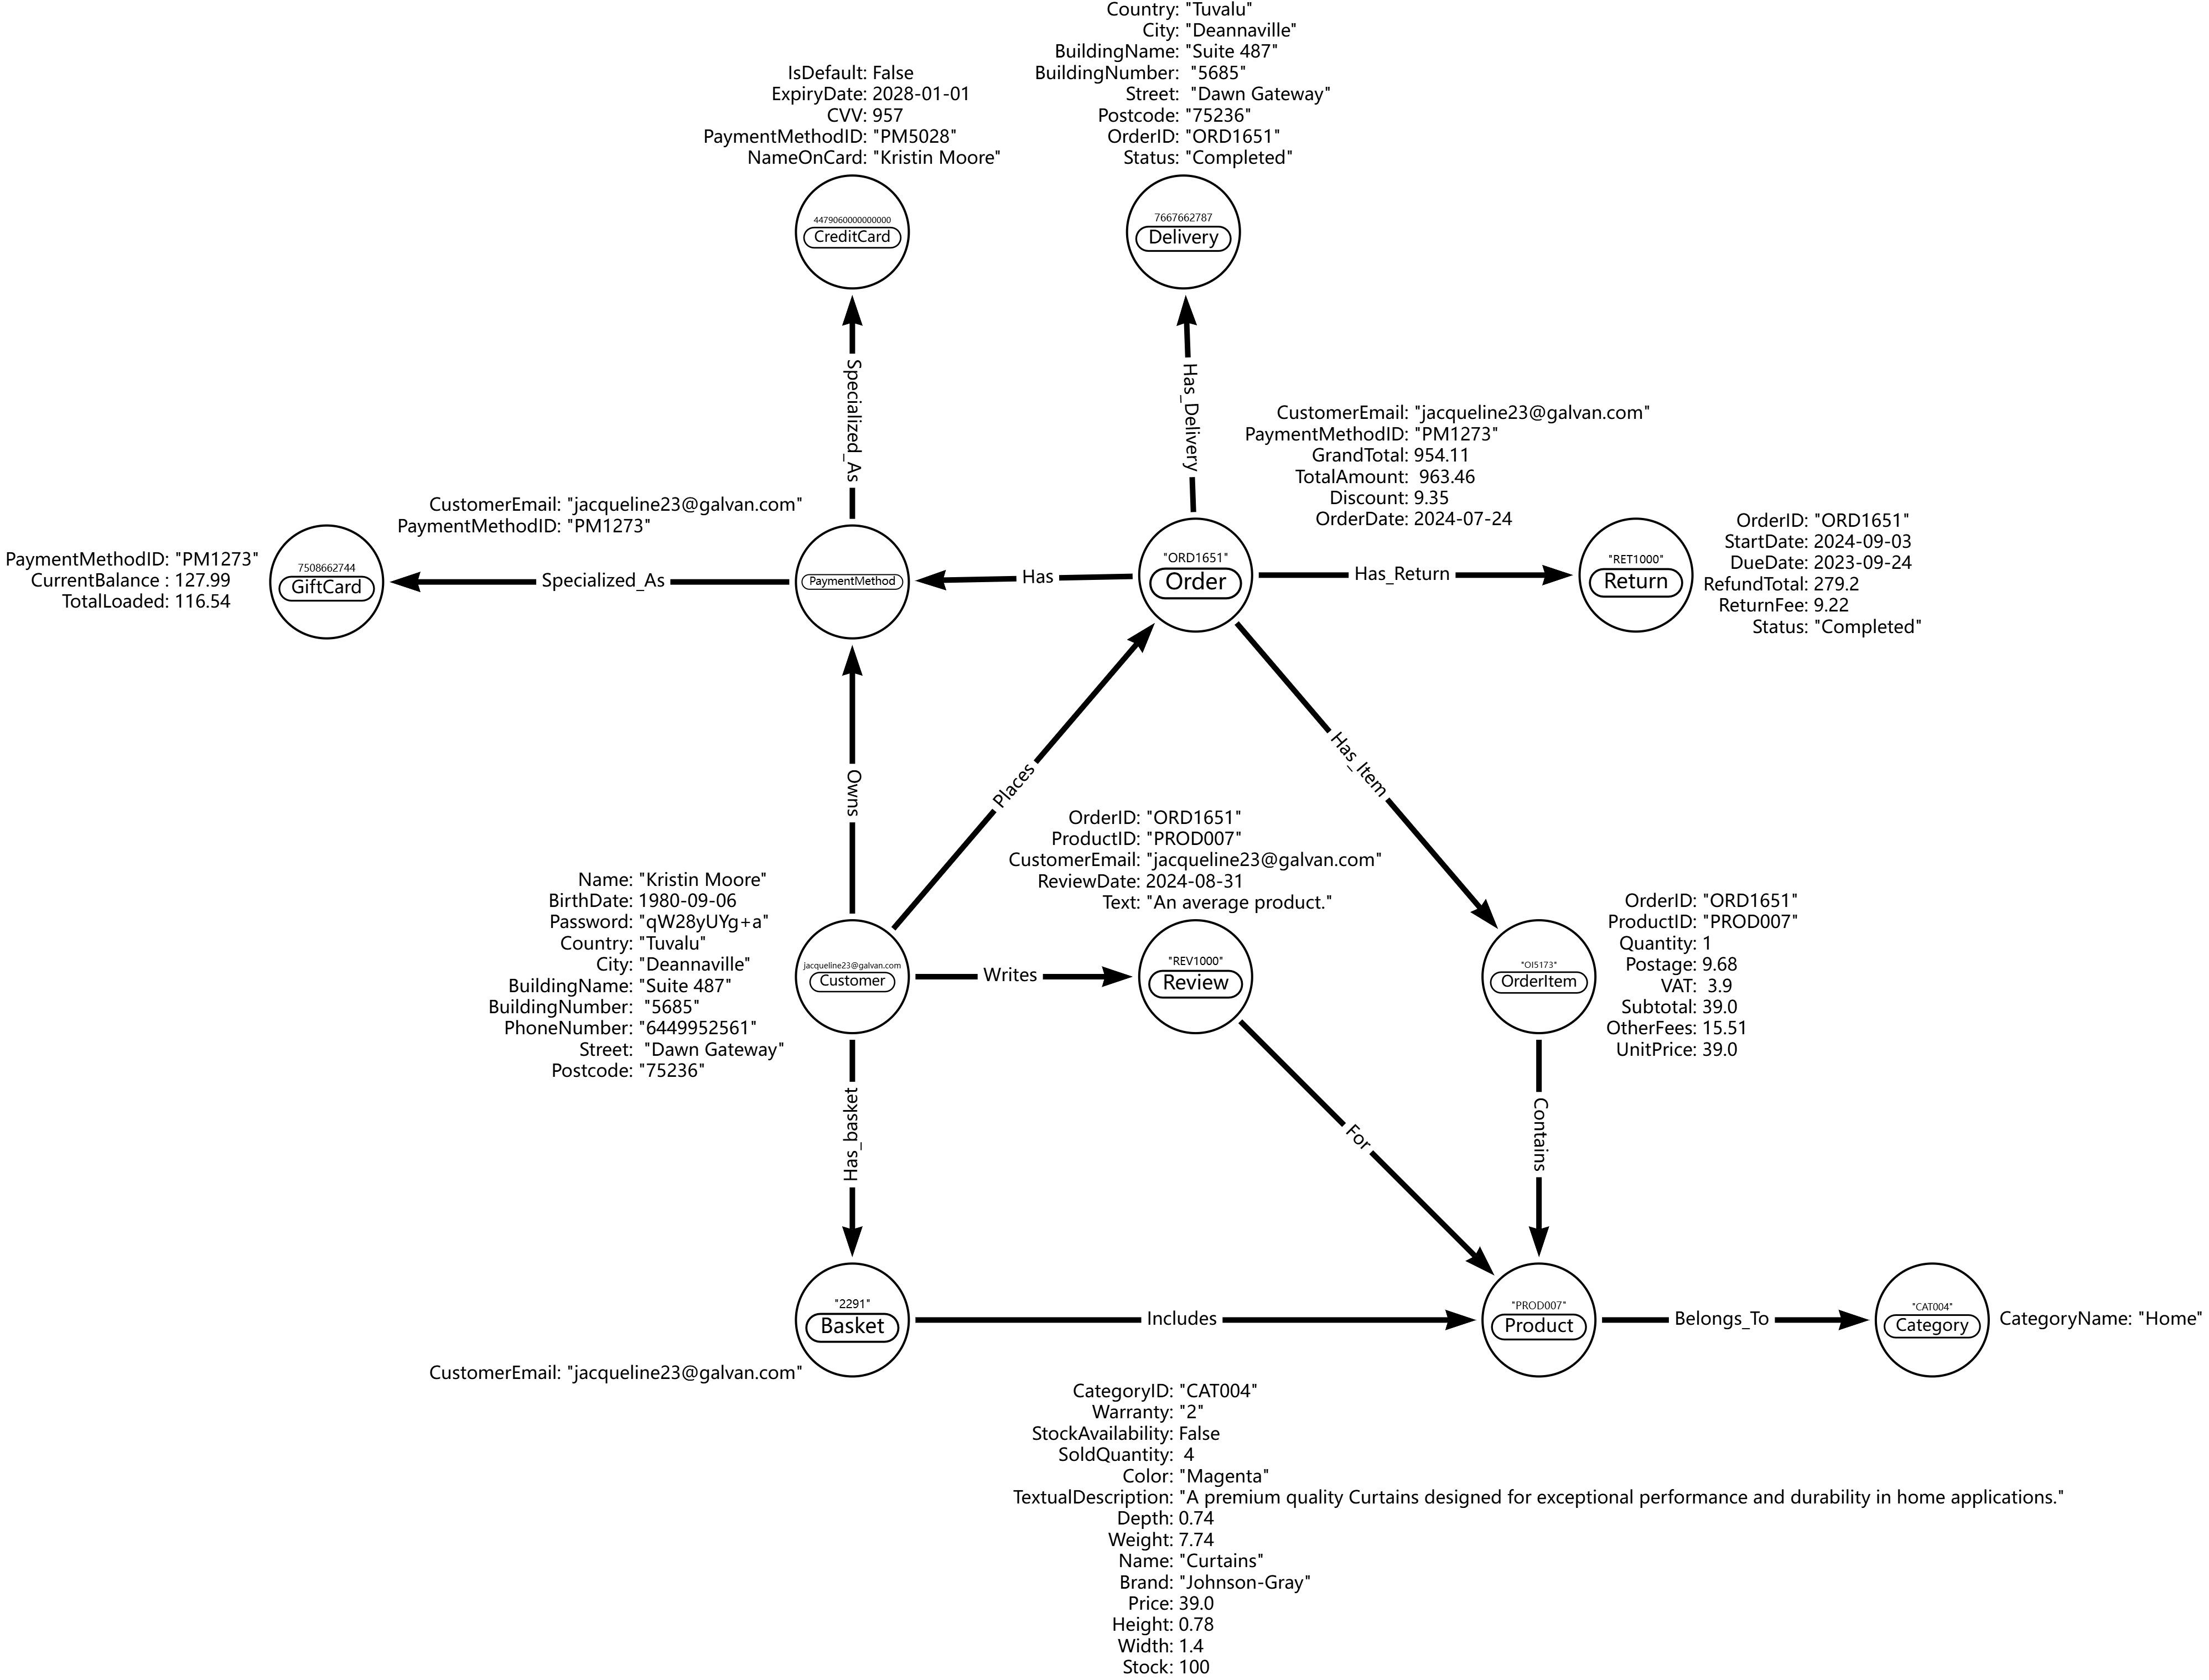 Country: "Tuvalu"
City: "Deannaville"
BuildingName: "Suite 487"
BuildingNumber:  "5685"
Street:  "Dawn Gateway"
Postcode: "75236"
OrderID: "ORD1651"
Status: "Completed"
IsDefault: False
ExpiryDate: 2028-01-01
CVV: 957
PaymentMethodID: "PM5028"
NameOnCard: "Kristin Moore"
4479060000000000
CreditCard
7667662787
Delivery
Specialized_As
Has_Delivery
CustomerEmail: "jacqueline23@galvan.com"
PaymentMethodID: "PM1273"
GrandTotal: 954.11
TotalAmount:  963.46
Discount: 9.35
OrderDate: 2024-07-24
CustomerEmail: "jacqueline23@galvan.com"
PaymentMethodID: "PM1273"
PaymentMethodID: "PM1273"
CurrentBalance : 127.99
TotalLoaded: 116.54
7508662744
GiftCard
Specialized_As
PaymentMethod
Has
"ORD1651"
Order
Has_Return
"RET1000"
Return
OrderID: "ORD1651"
StartDate: 2024-09-03
DueDate: 2023-09-24
RefundTotal: 279.2
ReturnFee: 9.22
Status: "Completed"
Owns
Places
Has_Item
OrderID: "ORD1651"
ProductID: "PROD007"
CustomerEmail: "jacqueline23@galvan.com"
ReviewDate: 2024-08-31
Text: "An average product."
Name: "Kristin Moore"
BirthDate: 1980-09-06
Password: "qW28yUYg+a"
Country: "Tuvalu"
City: "Deannaville"
BuildingName: "Suite 487"
BuildingNumber:  "5685"
PhoneNumber: "6449952561"
Street:  "Dawn Gateway"
Postcode: "75236"
jacqueline23@galvan.com
Customer
Writes
"REV1000"
Review
"OI5173"
OrderItem
OrderID: "ORD1651"
ProductID: "PROD007"
Quantity: 1
Postage: 9.68
VAT:  3.9
Subtotal: 39.0
OtherFees: 15.51
UnitPrice: 39.0
Has_basket
For
Contains
"2291"
Basket
CustomerEmail: "jacqueline23@galvan.com"
Includes
"PROD007"
Product
Belongs_To
"CAT004"
Category
CategoryName: "Home"
CategoryID: "CAT004"
Warranty: "2"
StockAvailability: False
SoldQuantity:  4
Color: "Magenta"
TextualDescription: "A premium quality Curtains designed for exceptional performance and durability in home applications."
Depth: 0.74
Weight: 7.74
Name: "Curtains"
Brand: "Johnson-Gray"
Price: 39.0
Height: 0.78
Width: 1.4
Stock: 100